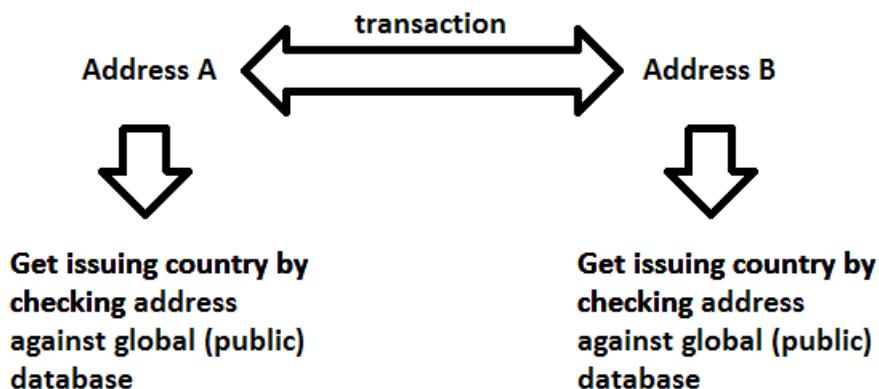 transaction
Address A
Address B
Get issuing country by
checking address
against global (public)
database
Get issuing country by
checking address
against global (public)
database